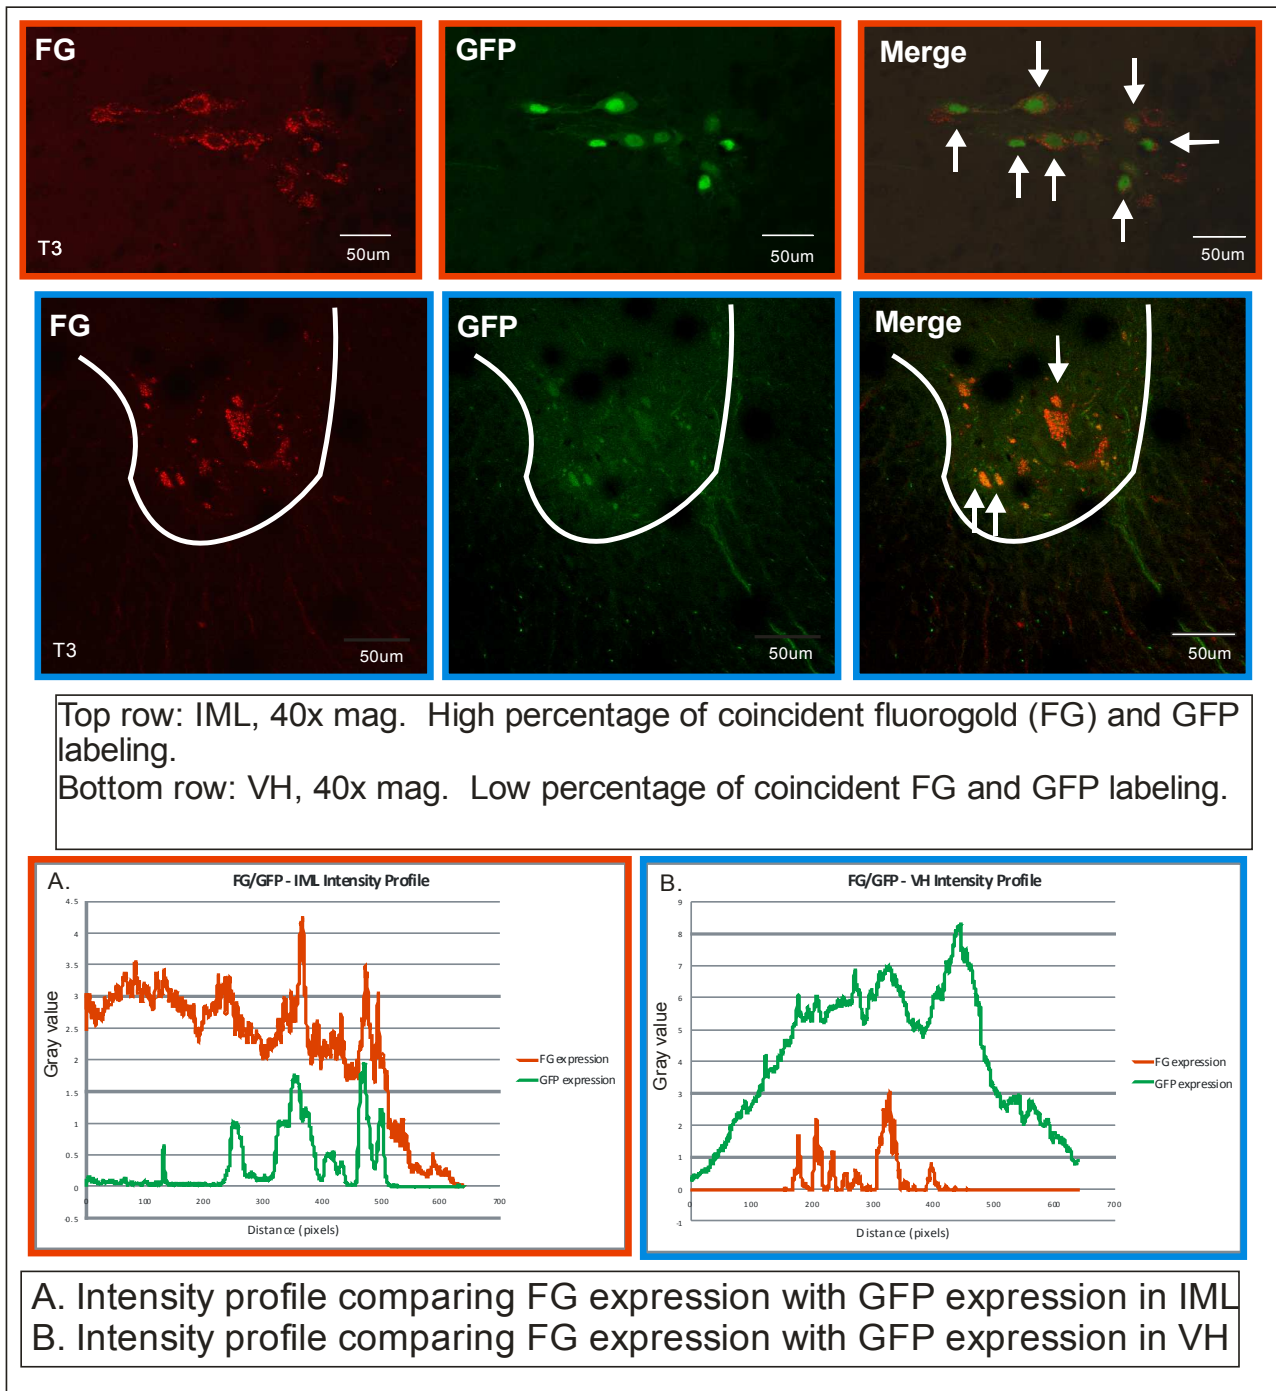 FG
GFP
Merge
T3
50um
50um
50um
FG
GFP
Merge
T3
50um
50um
50um
Top row: IML, 40x mag. High percentage of coincident fluorogold (FG) and GFP
labeling.
Bottom row: VH, 40x mag. Low percentage of coincident FG and GFP labeling.
A.
FG/GFP - IML Intensity Profile
4.5
4
3.5
3
2.5
2
1.5
1
0.5
0
-0.5
Gray value
0 100 200 300 400 500 600 700
Distance (pixels)
FG expression
GFP expression
B.
FG/GFP - VH Intensity Profile
9
8
7
6
5
4
3
2
1
0
-1
Gray value
0 100 200 300 400 500 600 700
Distance (pixels)
FG expression
GFP expression
A. Intensity profile comparing FG expression with GFP expression in IML
B. Intensity profile comparing FG expression with GFP expression in VH